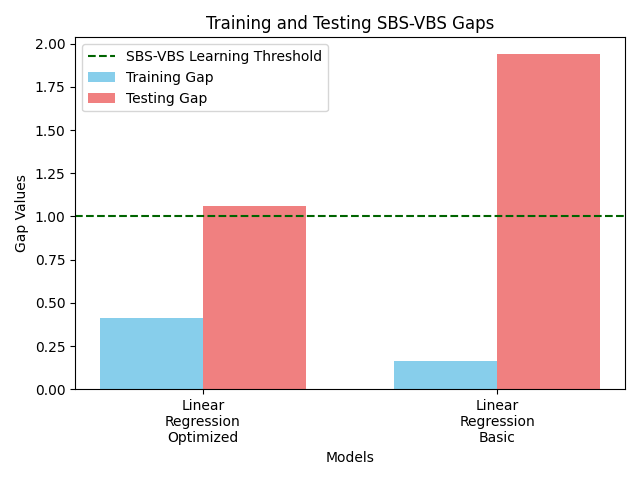 Training and Testing SBS-VBS Gaps
SBS-VBS Learning Threshold
Training Gap
Testing Gap
Gap Values
2.00
1.75
1.50
1.25
1.00
0.75
0.50
0.25
0.00
Linear
Regression
Optimized
Linear
Regression
Basic
Models